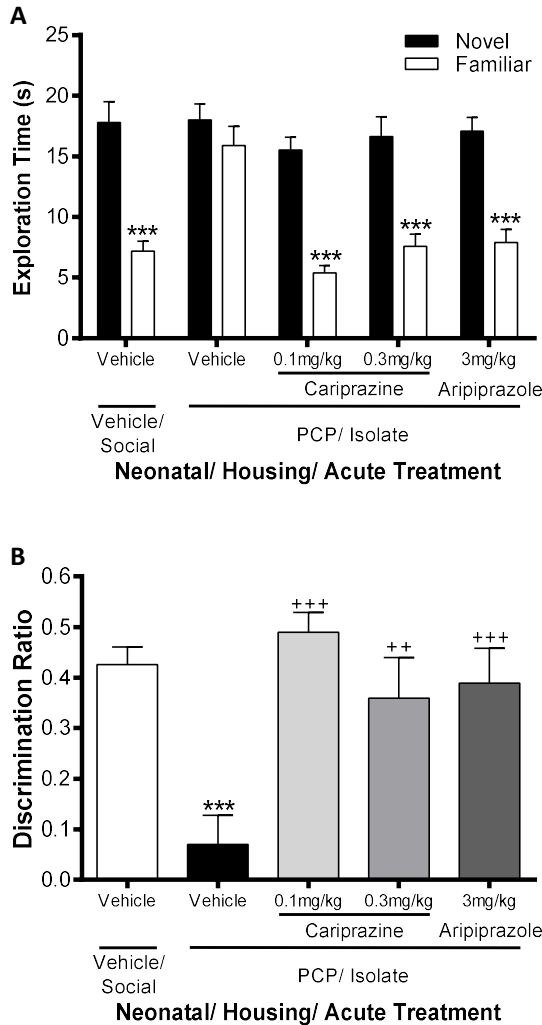 A
Novel
Familiar
Exploration Time (s)
25
20
15
10
5
0
***
***
***
***
Vehicle Vehicle 0.1mg/kg 0.3mg/kg 3mg/kg
Cariprazine Aripiprazole
Vehicle/
Social
PCP/ Isolate
Neonatal/ Housing/ Acute Treatment
B
Discrimination Ratio
0.6
0.5
0.4
0.3
0.2
0.1
0.0
***
+++
++
+++
Vehicle Vehicle 0.1mg/kg 0.3mg/kg 3mg/kg
Cariprazine Aripiprazole
Vehicle/
Social
PCP/ Isolate
Neonatal/ Housing/ Acute Treatment